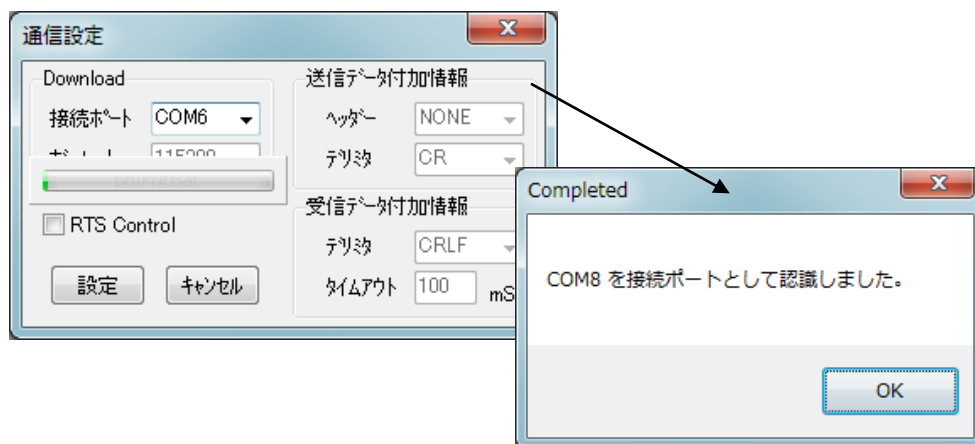 通信設定
Download
接続ポート
COM6
115200
RTS Control
設定
キャンセル
送信データ付加情報
ヘッダー
NONE
デリミタ
CR
受信データ付加情報
デリミタ
CRLF
タイムアウト
100
mS
Completed
COM8 を接続ポートとして認識しました。
OK